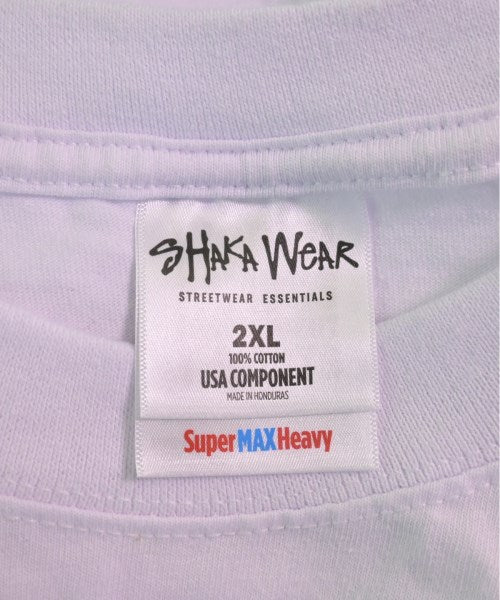 SHAKA WEAR
STREETWEAR ESSENTIALS
2XL
100% COTTON
USA COMPONENT
MADE IN HONDURAS
SuperMAXHeavy